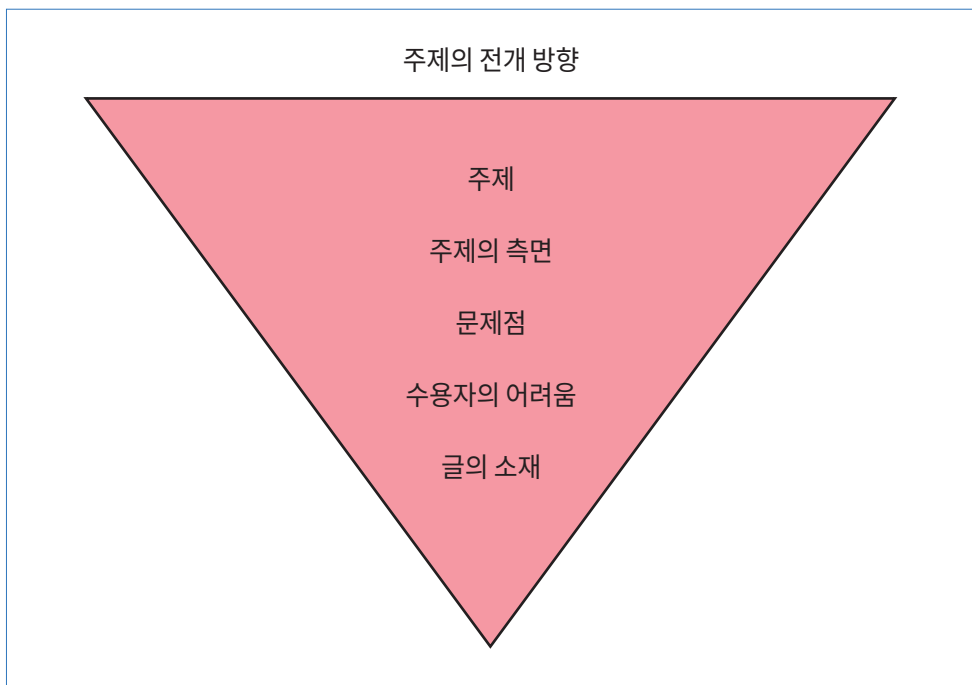 주제의 전개 방향
주제
주제의 측면
문제점
수용자의 어려움
글의 소재